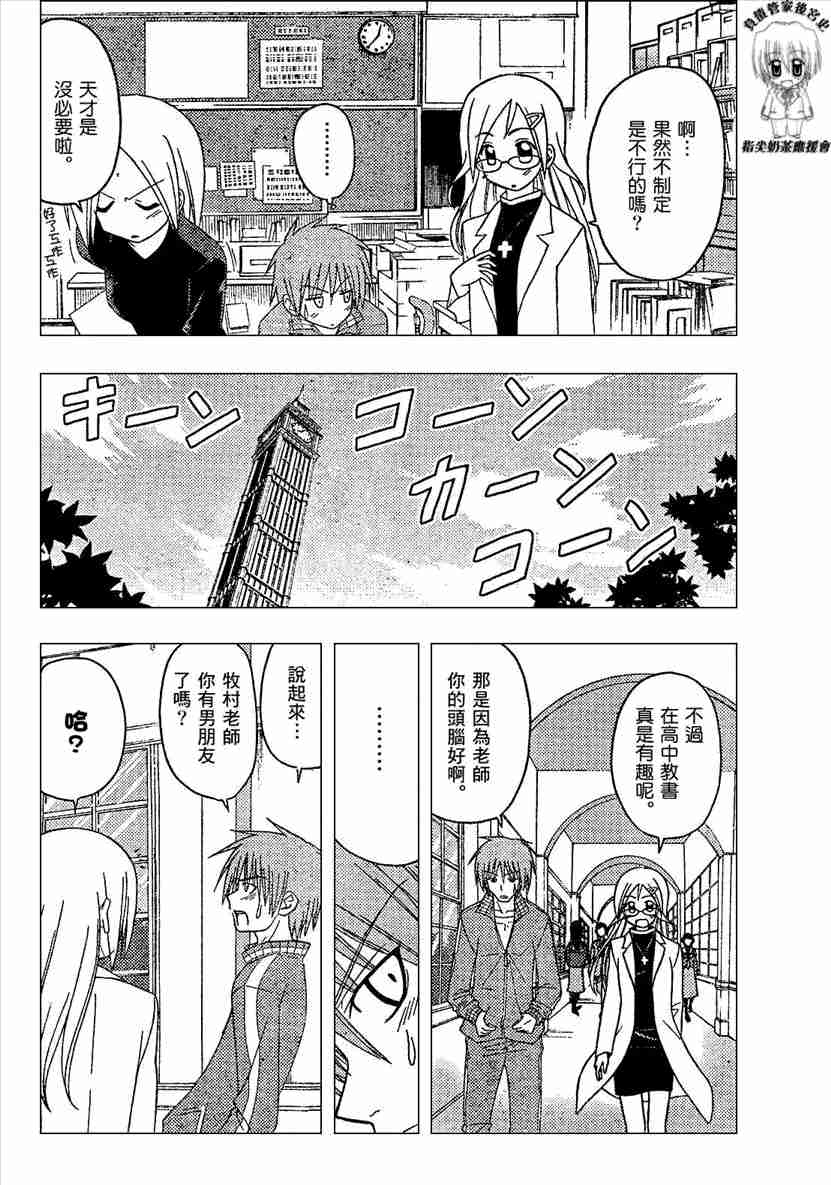 啊…
果然不制定
是不行的嗎？
………
天才是
沒必要啦。
好了工作工作
キーン
コーン
カーン
コーン
不過
在高中教書
真是有趣呢。
那是因為老師
你的頭腦好啊。
………
說起來…
牧村老師
你有男朋友
了嗎？
哈？
負債管家後宮史
指尖奶茶應援會